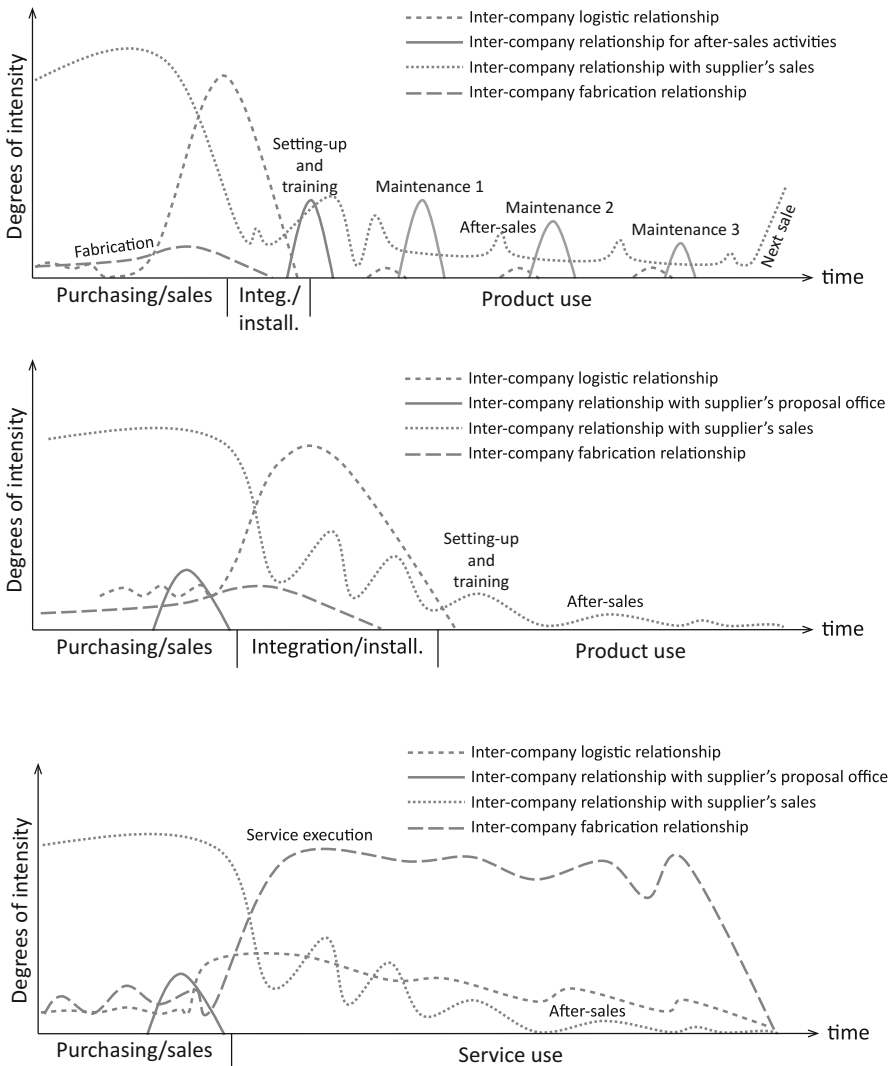 Inter-company logistic relationship
Inter-company relationship for after-sales activities
Inter-company relationship with supplier's sales
Inter-company fabrication relationship
Degrees of intensity
Setting-up
and
training
Maintenance 1
Maintenance 2
After-sales
Maintenance 3
Next sale
Fabrication
time
Purchasing/sales
Integ./
install.
Product use
Inter-company logistic relationship
Inter-company relationship with supplier's proposal office
Inter-company relationship with supplier's sales
Inter-company fabrication relationship
Degrees of intensity
Setting-up
and
training
After-sales
time
Purchasing/sales
Integration/install.
Product use
Inter-company logistic relationship
Inter-company relationship with supplier's proposal office
Inter-company relationship with supplier's sales
Inter-company fabrication relationship
Degrees of intensity
Service execution
After-sales
time
Purchasing/sales
Service use